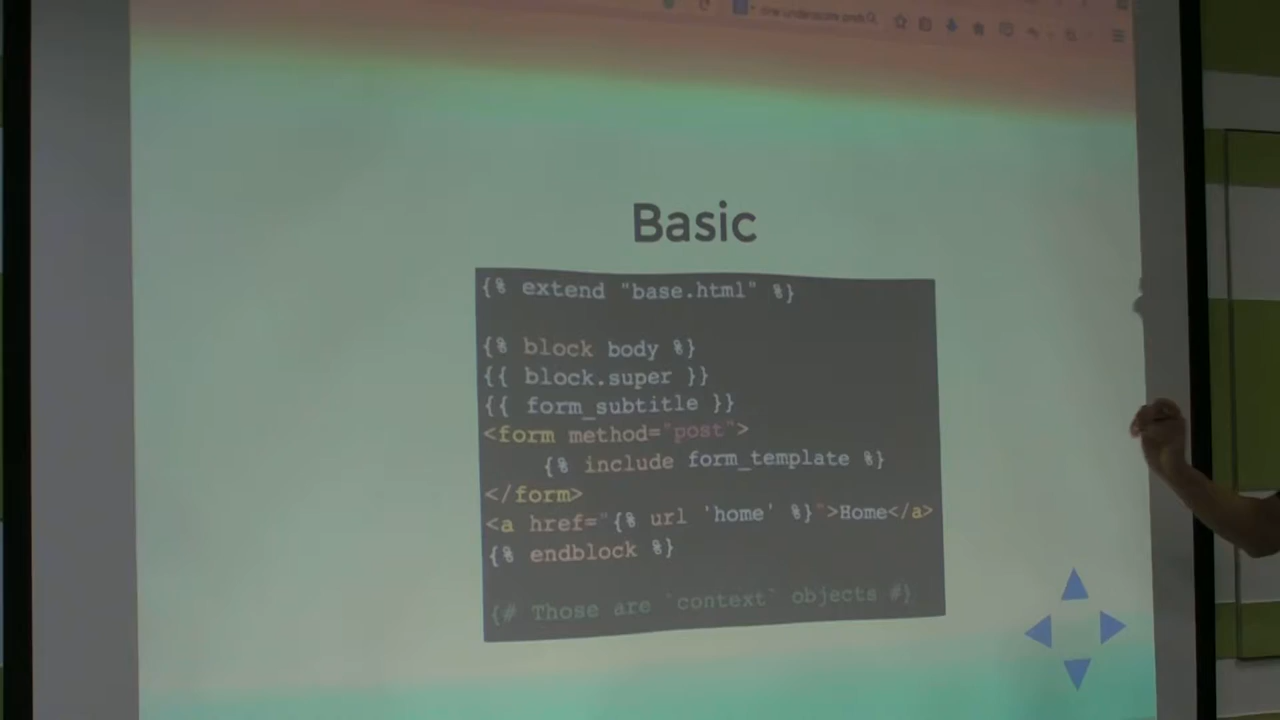 Basic
{% extend "base.html" %}
{% block body %}
{{ block.super }}
{{ form_subtitle }}
<form method="post">
{% include form_template %}
</form>
<a href="{% url 'home' %}">Home</a>
{% endblock %}
{# Those are `context` objects #}